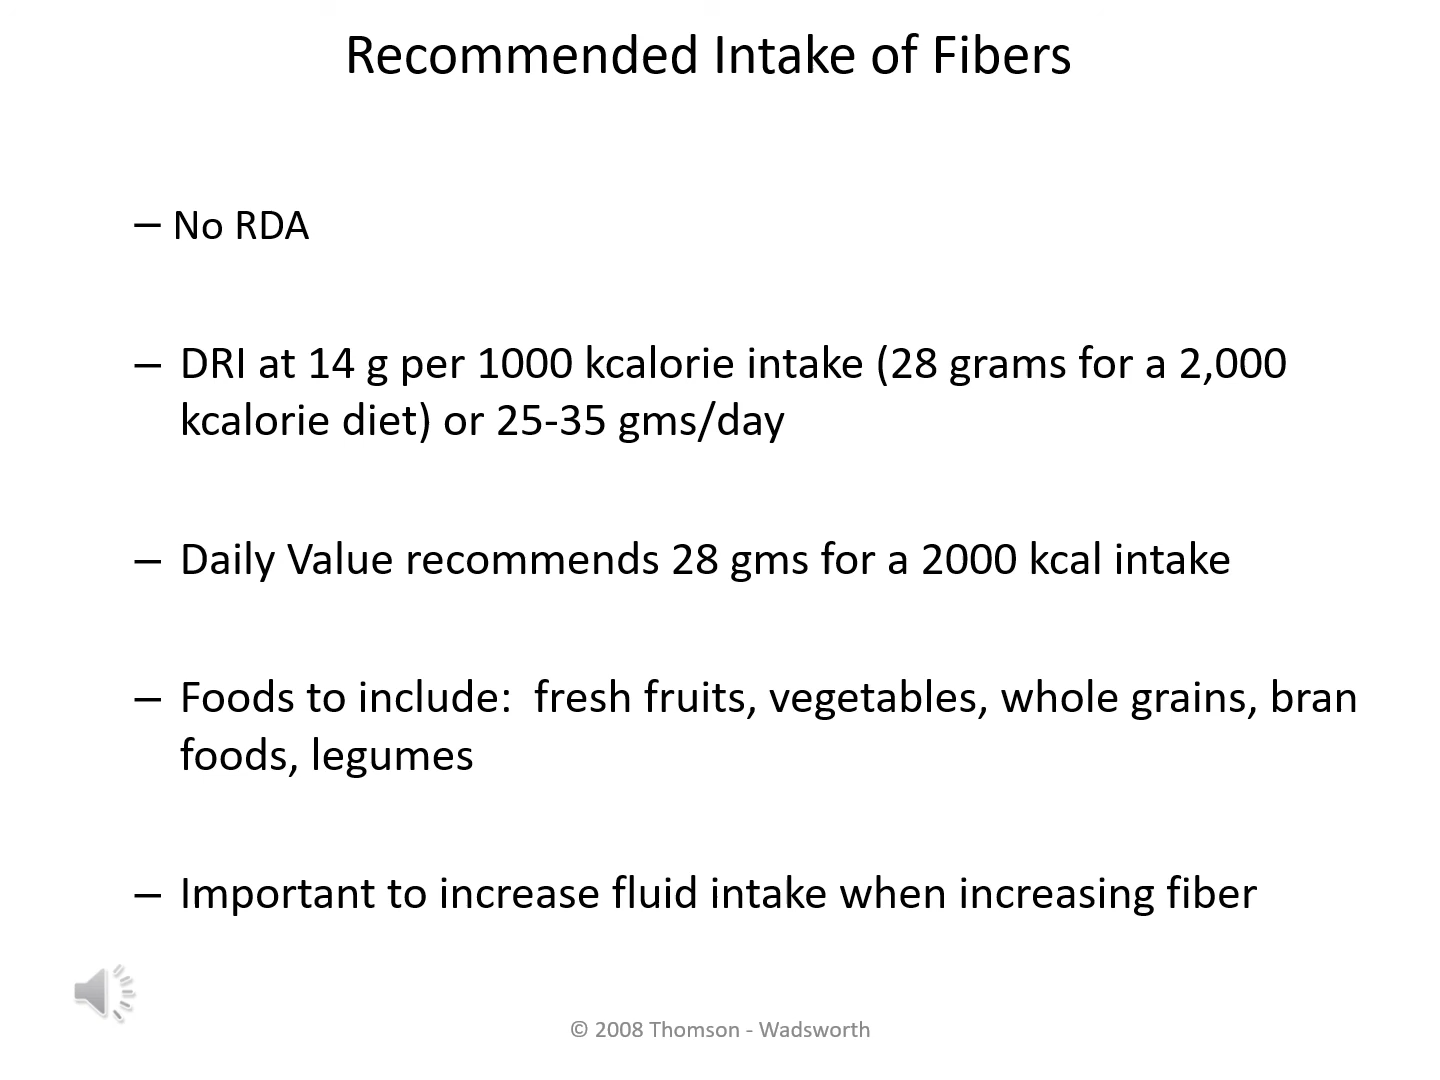 Recommended Intake of Fibers
– No RDA
– DRI at 14 g per 1000 kcalorie intake (28 grams for a 2,000
kcalorie diet) or 25-35 gms/day
– Daily Value recommends 28 gms for a 2000 kcal intake
– Foods to include:  fresh fruits, vegetables, whole grains, bran
foods, legumes
– Important to increase fluid intake when increasing fiber
© 2008 Thomson - Wadsworth